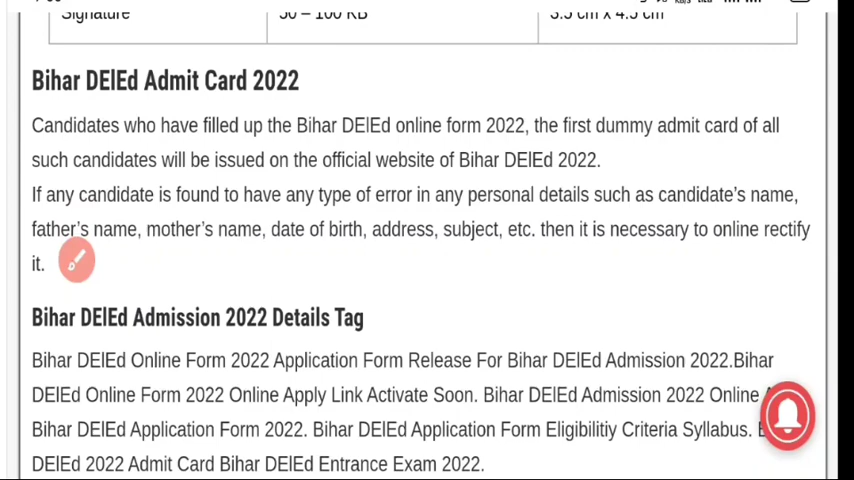 Signature 50 – 100 KB 3.5 cm x 4.5 cm
Bihar DElEd Admit Card 2022
Candidates who have filled up the Bihar DElEd online form 2022, the first dummy admit card of all
such candidates will be issued on the official website of Bihar DElEd 2022.
If any candidate is found to have any type of error in any personal details such as candidate's name,
father's name, mother's name, date of birth, address, subject, etc. then it is necessary to online rectify
it.
Bihar DElEd Admission 2022 Details Tag
Bihar DElEd Online Form 2022 Application Form Release For Bihar DElEd Admission 2022.Bihar
DElEd Online Form 2022 Online Apply Link Activate Soon. Bihar DElEd Admission 2022 Online
Bihar DElEd Application Form 2022. Bihar DElEd Application Form Eligibilitiy Criteria Syllabus.
DElEd 2022 Admit Card Bihar DElEd Entrance Exam 2022.